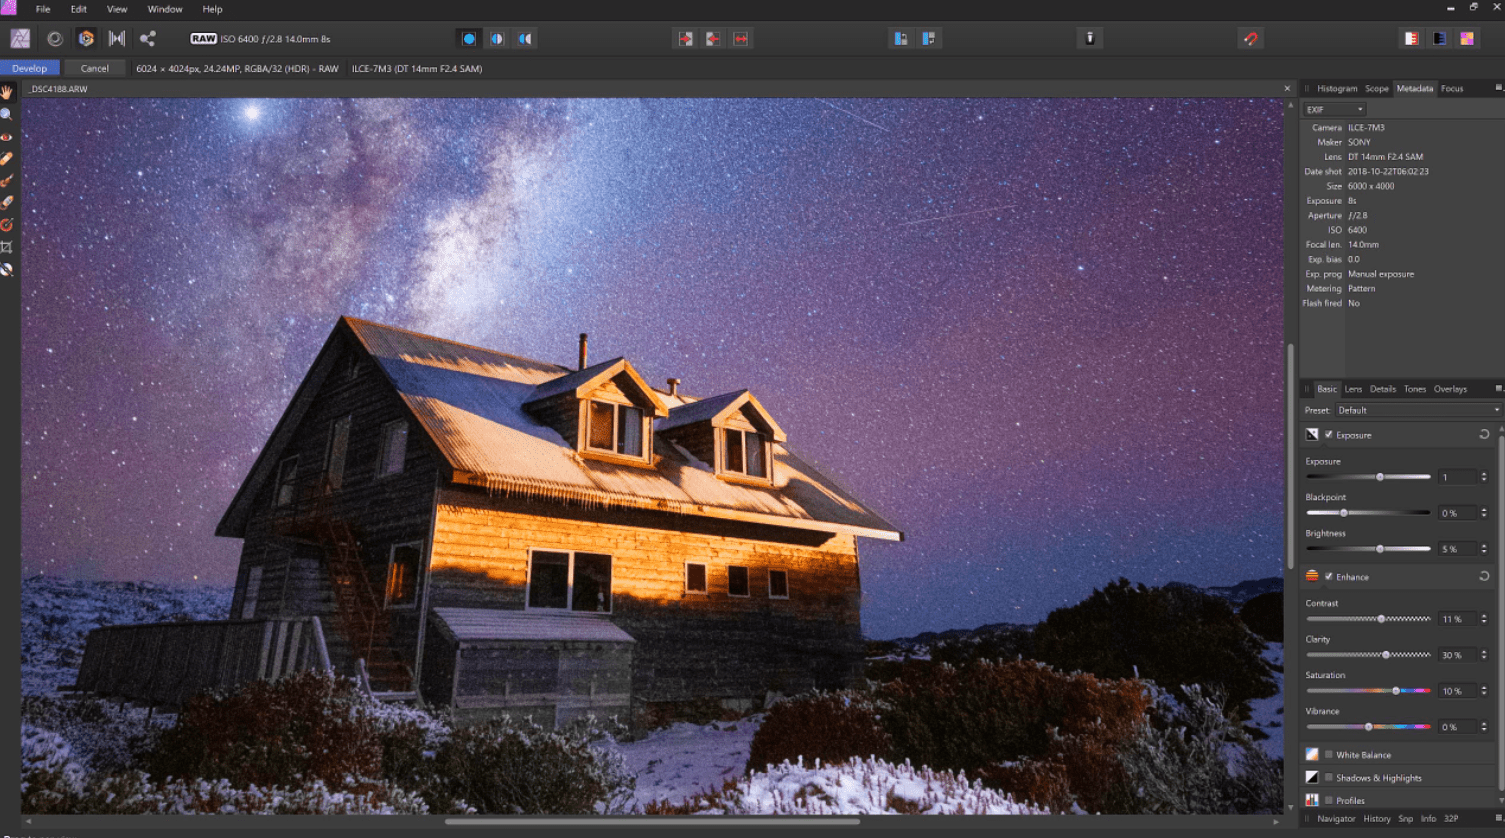 File Edit View Window Help
RAW ISO 6400 ƒ/2.8 14.0mm 8s
Develop Cancel 6024 × 4024px, 24.24MP, RGBA/32 (HDR) - RAW ILCE-7M3 (DT 14mm F2.4 SAM)
_DSC4188.ARW
Histogram Scope Metadata Focus
EXIF
Camera ILCE-7M3
Maker SONY
Lens DT 14mm F2.4 SAM
Date shot 2018-10-22T06:02:23
Size 6000 x 4000
Exposure 8s
Aperture ƒ/2.8
ISO 6400
Focal len. 14.0mm
Exp. bias 0.0
Exp. prog Manual exposure
Metering Pattern
Flash fired No
Basic Lens Details Tones Overlays
Preset: Default
Exposure
Exposure
1
Blackpoint
0 %
Brightness
5 %
Enhance
Contrast
11 %
Clarity
30 %
Saturation
10 %
Vibrance
0 %
White Balance
Shadows & Highlights
Profiles
Navigator History Snp Info 32P